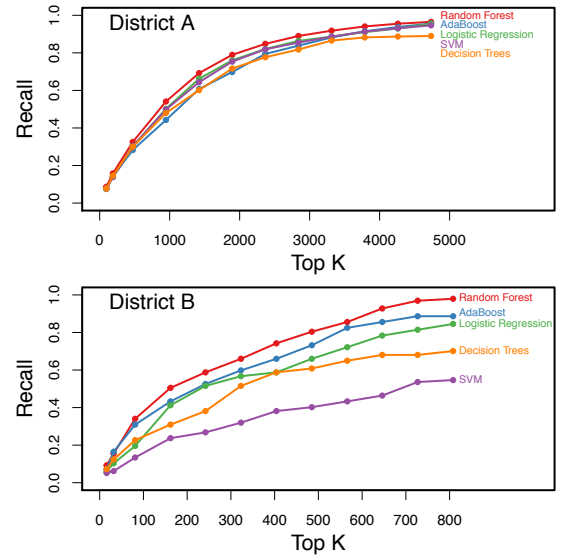 District A
Recall
0.0
0.2
0.4
0.6
0.8
1.0
Random Forest
AdaBoost
Logistic Regression
SVM
Decision Trees
0 1000 2000 3000 4000 5000
Top K
District B
Recall
0.0
0.2
0.4
0.6
0.8
1.0
Random Forest
AdaBoost
Logistic Regression
Decision Trees
SVM
0 100 200 300 400 500 600 700 800
Top K